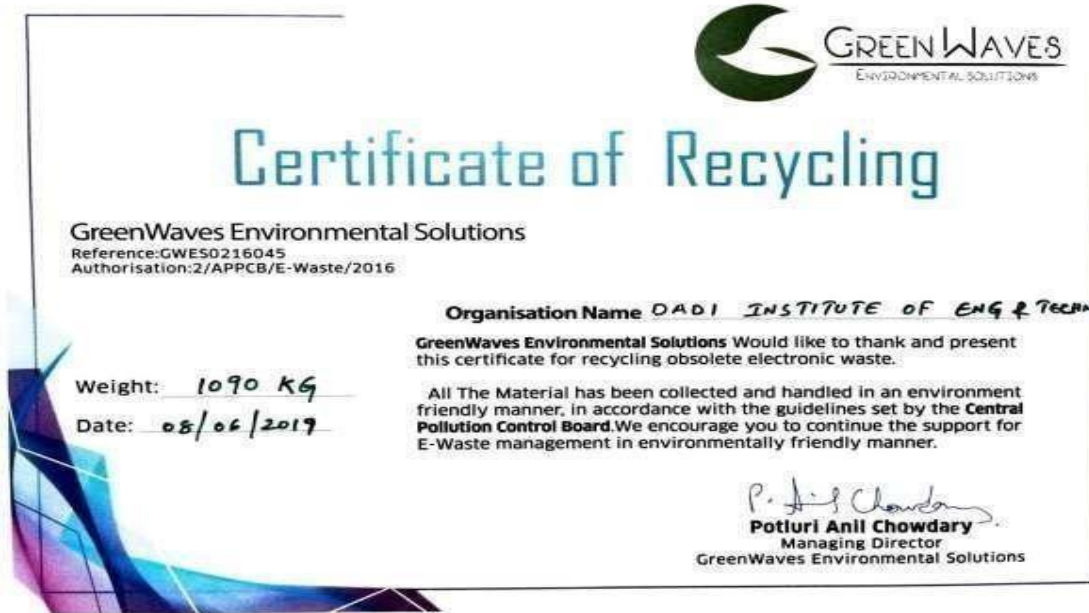 GREEN WAVES
ENVIRONMENTAL SOLUTIONS
Certificate of Recycling
GreenWaves Environmental Solutions
Reference:GWES0216045
Authorisation:2/APPCB/E-Waste/2016
Organisation Name DADI INSTITUTE OF ENG & TECHN
GreenWaves Environmental Solutions Would like to thank and present
this certificate for recycling obsolete electronic waste.
Weight: 1090 KG
Date: 08/06/2019
All The Material has been collected and handled in an environment
friendly manner, in accordance with the guidelines set by the Central
Pollution Control Board.We encourage you to continue the support for
E-Waste management in environmentally friendly manner.
P. Anil Chowdary
Potluri Anil Chowdary
Managing Director
GreenWaves Environmental Solutions